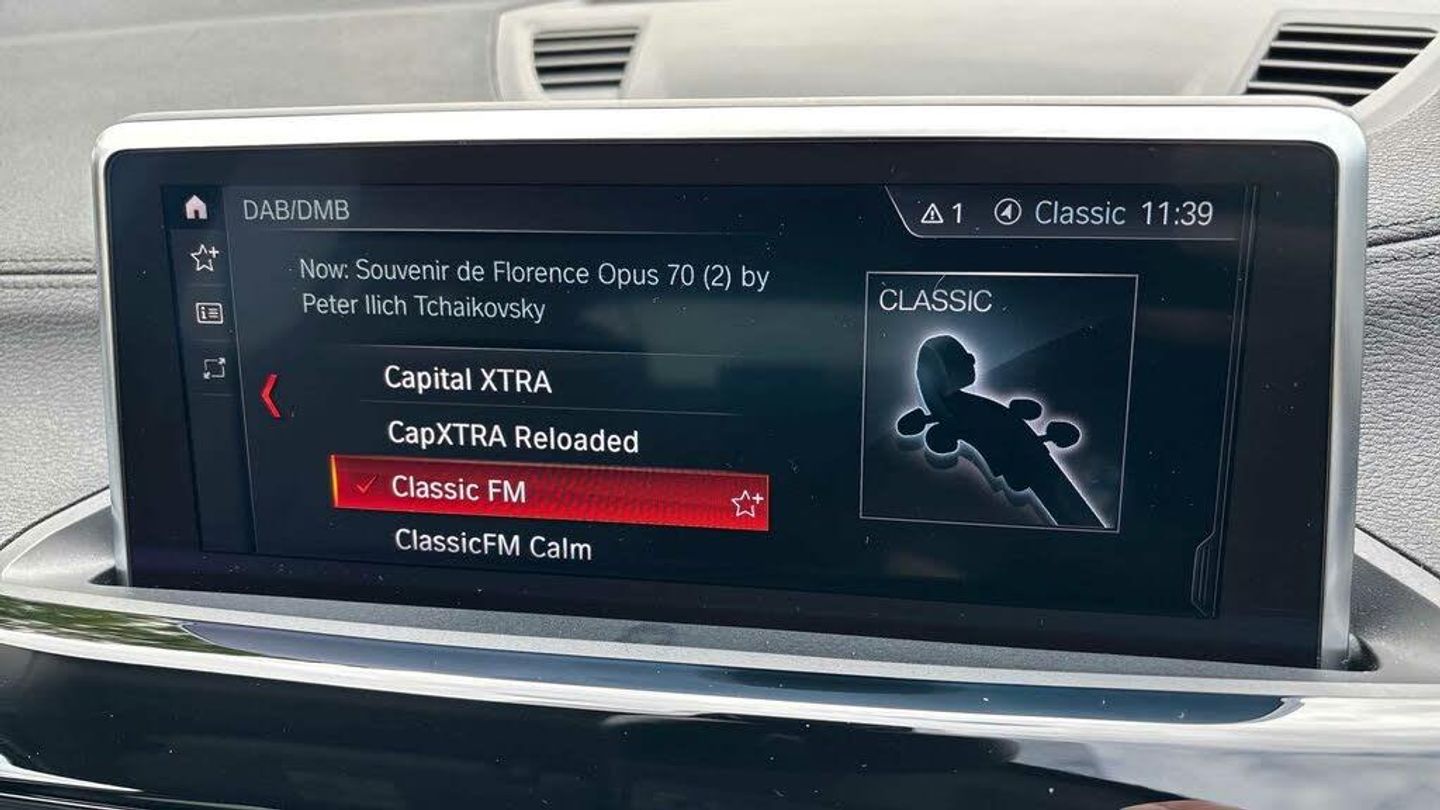 DAB/DMB
1 Classic 11:39
Now: Souvenir de Florence Opus 70 (2) by
Peter Ilich Tchaikovsky
CLASSIC
Capital XTRA
CapXTRA Reloaded
Classic FM
ClassicFM Calm